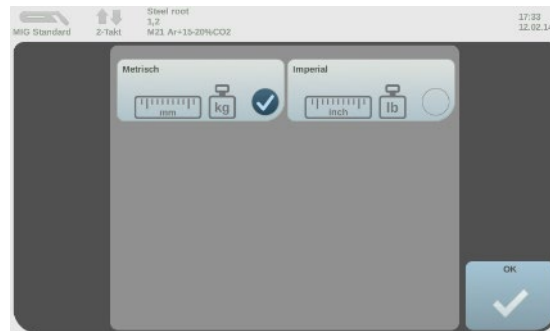 MIG Standard
2-Takt
Steel root
1,2
M21 Ar+15-20%CO2
17:33
12.02.14
Metrisch
mm
kg
Imperial
inch
lb
OK